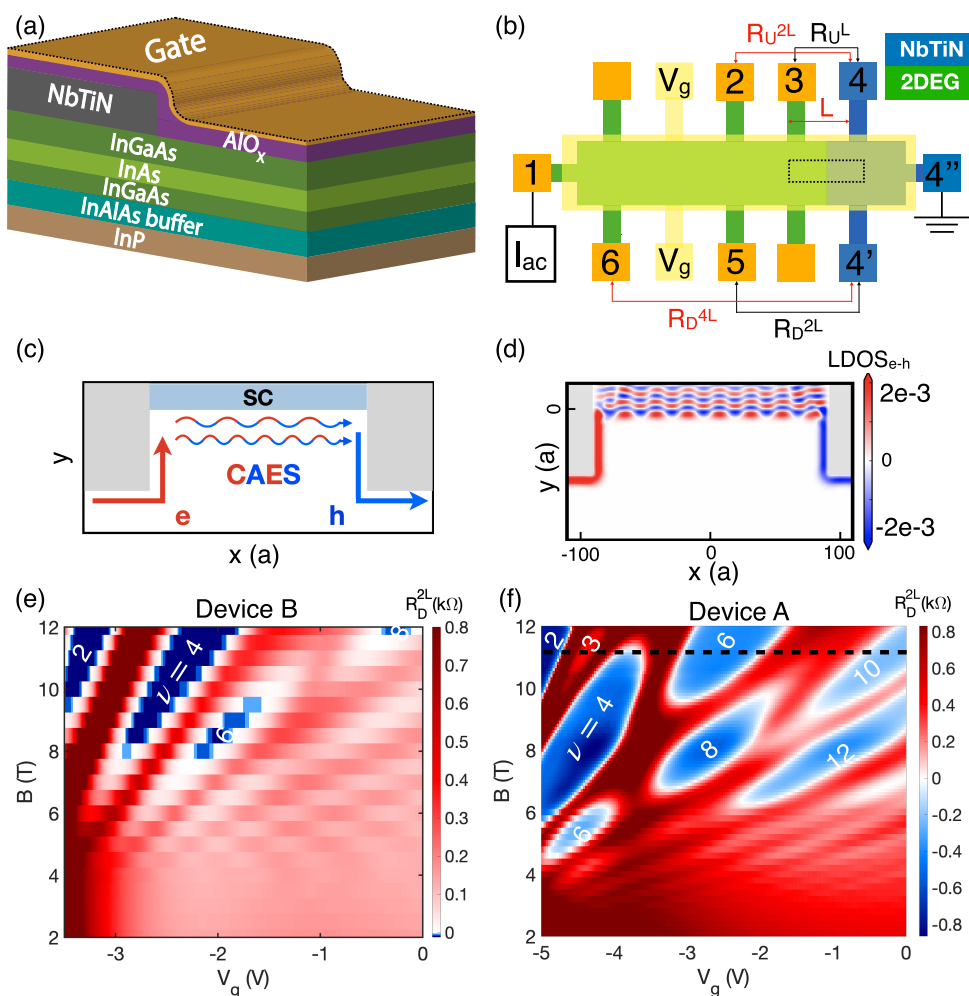 (a)
Gate
NbTiN
AlOx
InGaAs
InAs
InGaAs
InAlAs buffer
InP
(b)
RU2L RUL
NbTiN
2DEG
Vg 2 3 4
L
1 4''
Iac
6 Vg 5 4'
RD4L
RD2L
(c)
SC
y
CAES
e h
x (a)
(d)
LDOSe-h
2e-3
0
-2e-3
y (a)
0
-100 0 100
x (a)
(e)
Device B
RD2L(kΩ)
12
10
8
6
4
2
B (T)
2
ν = 4
6
8
-3 -2 -1 0
Vg (V)
0.8
0.7
0.6
0.5
0.4
0.3
0.2
0.1
0
(f)
Device A
RD2L(kΩ)
12
10
8
6
4
2
B (T)
2
3
6
ν = 4
8
10
12
6
-5 -4 -3 -2 -1 0
Vg (V)
0.8
0.6
0.4
0.2
0
-0.2
-0.4
-0.6
-0.8